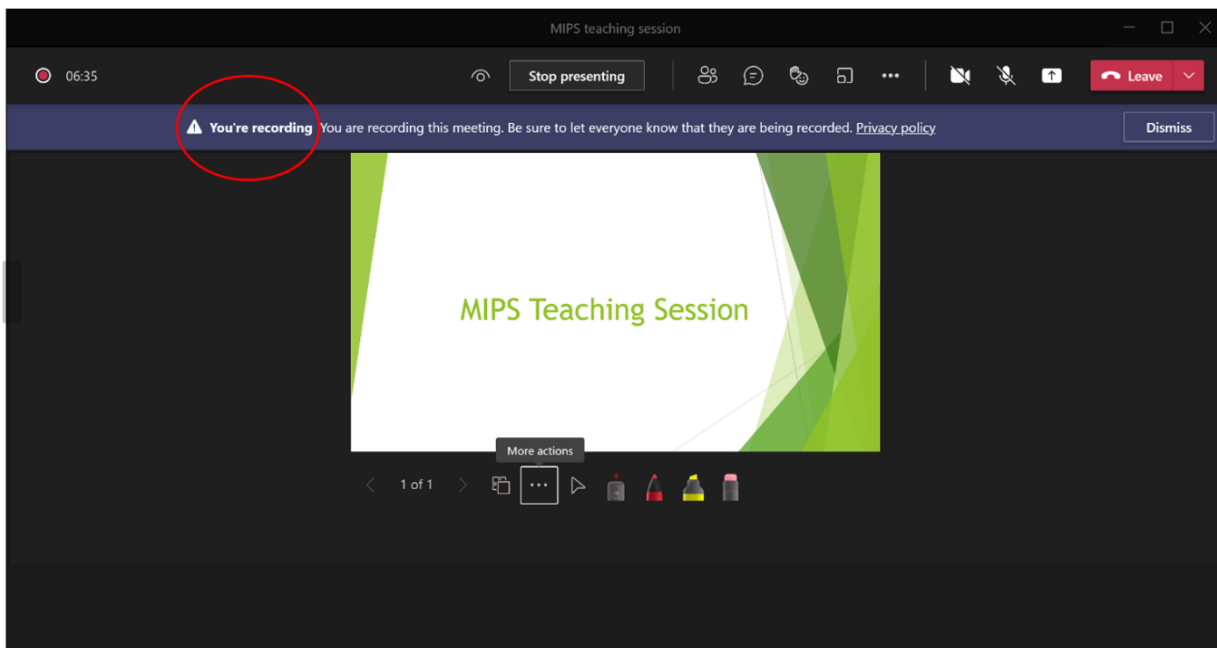 MIPS teaching session
06:35
Stop presenting
Leave
You're recording You are recording this meeting. Be sure to let everyone know that they are being recorded. Privacy policy
Dismiss
MIPS Teaching Session
More actions
1 of 1